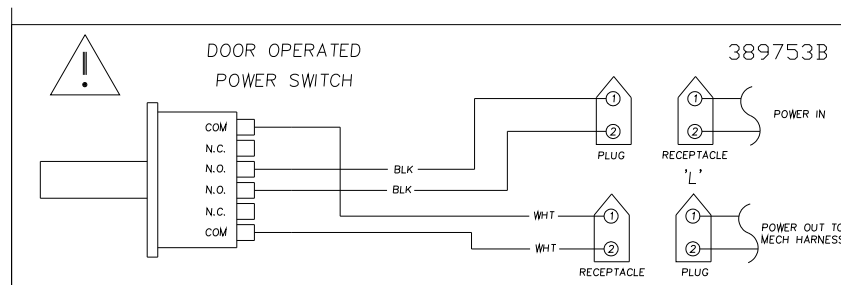 DOOR OPERATED
POWER SWITCH
389753B
COM
N.C.
N.O.
N.O.
N.C.
COM
BLK
BLK
WHT
WHT
1
2
PLUG
1
2
RECEPTACLE
'L'
POWER IN
1
2
RECEPTACLE
1
2
PLUG
POWER OUT TO
MECH HARNESS